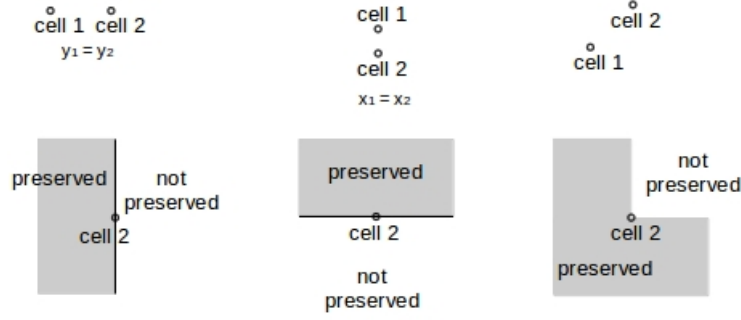 cell 1 cell 2
y₁ = y₂
cell 1
cell 2
x₁ = x₂
cell 2
cell 1
preserved
not
preserved
cell 2
preserved
cell 2
not
preserved
not
preserved
cell 2
preserved